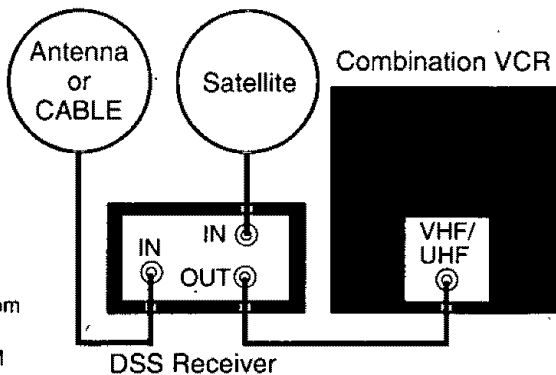 Antenna
or
CABLE
Satellite
Combination VCR
IN
IN
OUT
VHF/
UHF
DSS Receiver